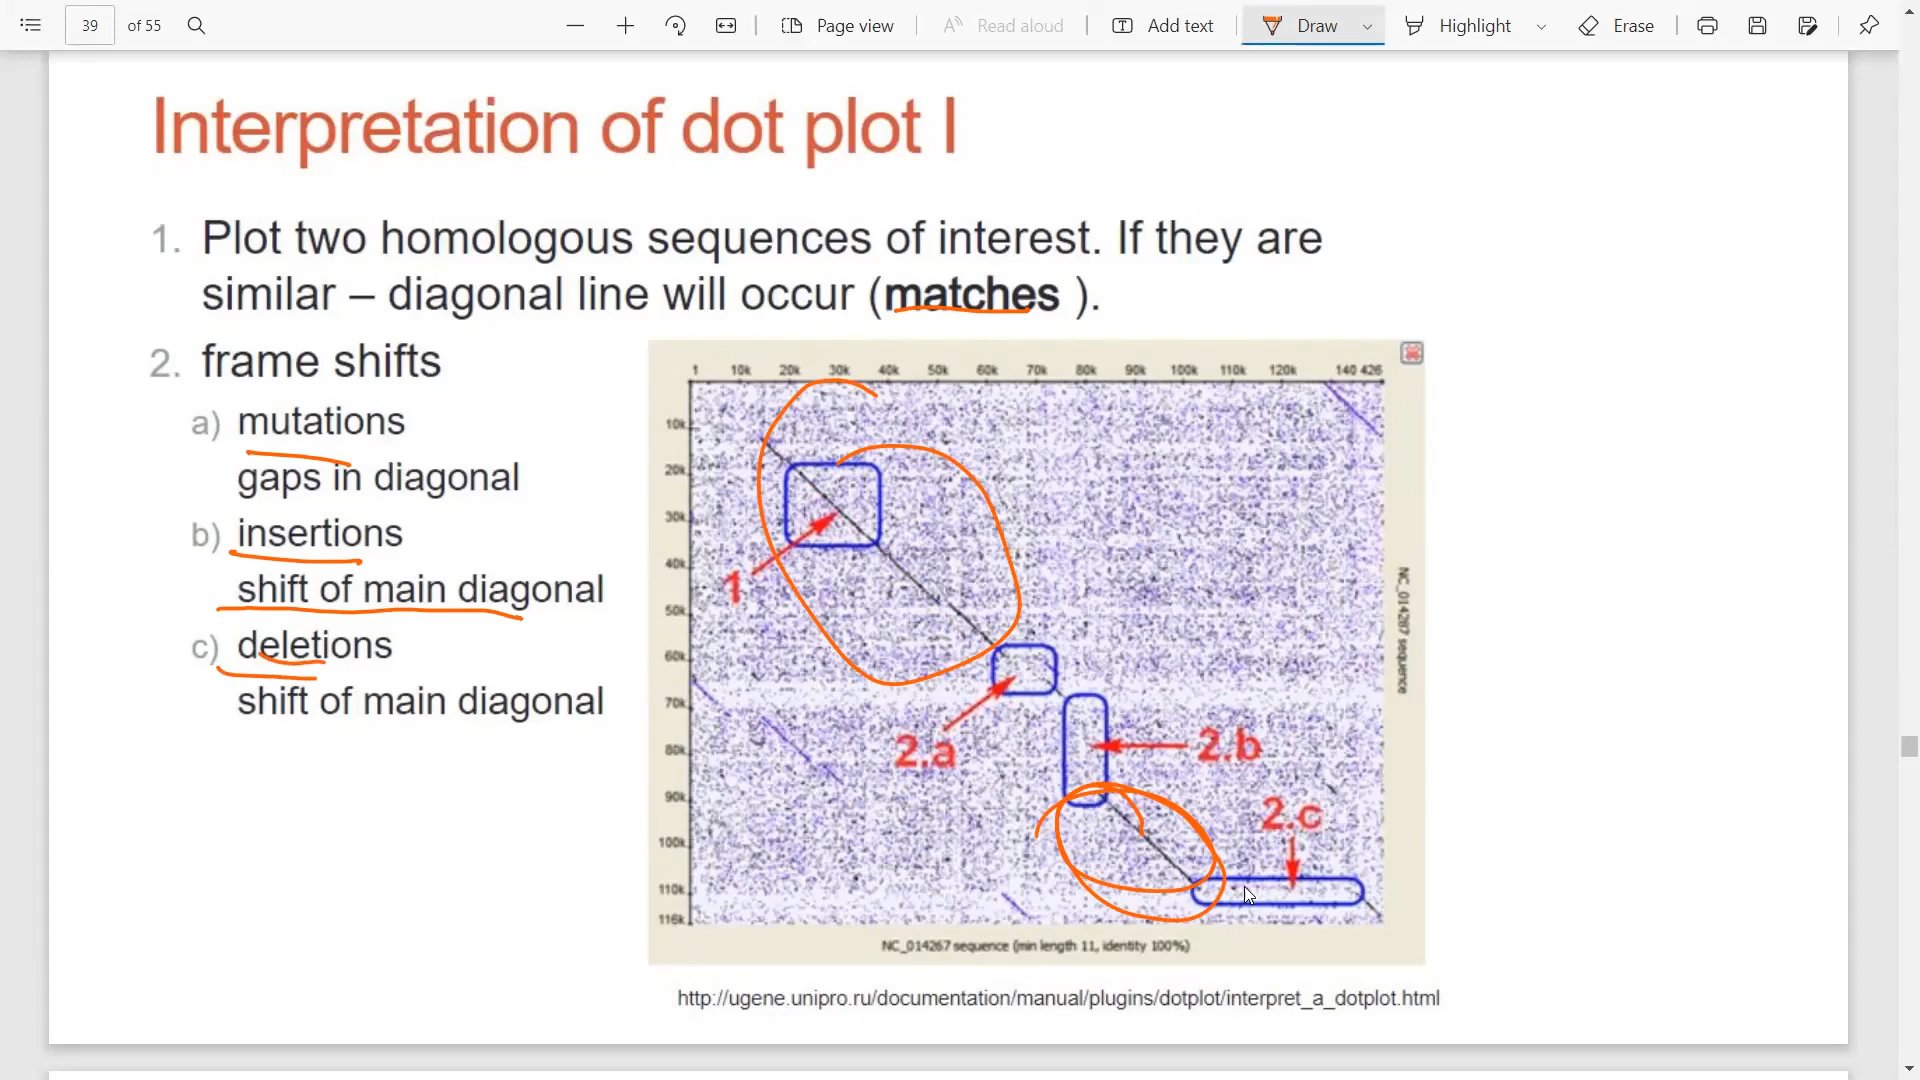 39 of 55 Page view Read aloud Add text Draw Highlight Erase
Interpretation of dot plot I
1. Plot two homologous sequences of interest. If they are
similar – diagonal line will occur (matches ).
2. frame shifts
a) mutations
gaps in diagonal
b) insertions
shift of main diagonal
c) deletions
shift of main diagonal
1 10k 20k 30k 40k 50k 60k 70k 80k 90k 100k 110k 120k 140 426
10k
20k
30k
40k
50k
60k
70k
80k
90k
100k
110k
116k
1
2.a
2.b
2.c
NC_014287 sequence
NC_014267 sequence (min length 11, identity 100%)
http://ugene.unipro.ru/documentation/manual/plugins/dotplot/interpret_a_dotplot.html